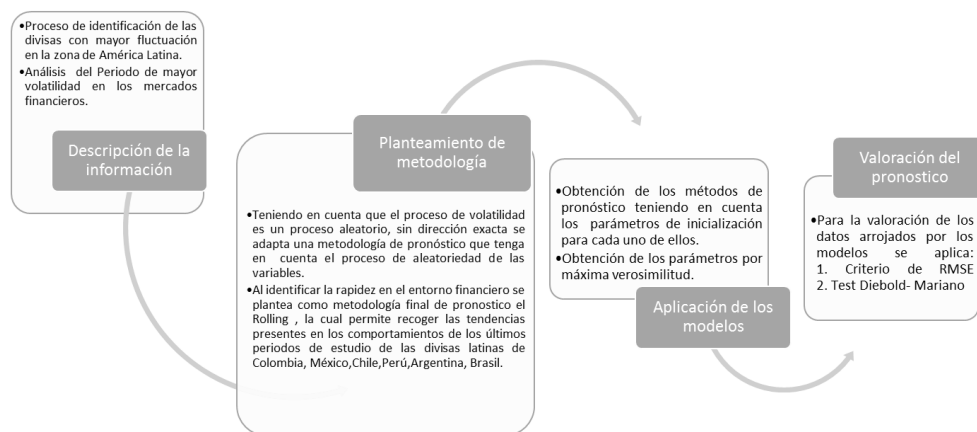 •Proceso de identificación de las
divisas con mayor fluctuación
en la zona de América Latina.
•Análisis del Periodo de mayor
volatilidad en los mercados
financieros.
Descripción de la
información
Planteamiento de
metodología
•Teniendo en cuenta que el proceso de volatilidad
es un proceso aleatorio, sin dirección exacta se
adapta una metodología de pronóstico que tenga
en cuenta el proceso de aleatoriedad de las
variables.
•Al identificar la rapidez en el entorno financiero se
plantea como metodología final de pronostico el
Rolling , la cual permite recoger las tendencias
presentes en los comportamientos de los últimos
periodos de estudio de las divisas latinas de
Colombia, México,Chile,Perú,Argentina, Brasil.
•Obtención de los métodos de
pronóstico teniendo en cuenta
los parámetros de inicialización
para cada uno de ellos.
•Obtención de los parámetros por
máxima verosimilitud.
Aplicación de los
modelos
Valoración del
pronostico
•Para la valoración de los
datos arrojados por los
modelos se aplica:
1. Criterio de RMSE
2. Test Diebold- Mariano